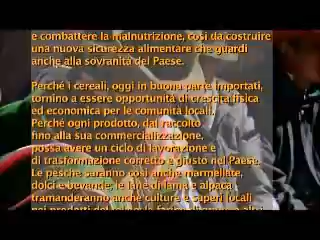 e combattere la malnutrizione, così da costruire
una nuova sicurezza alimentare che guardi
anche alla sovranità del Paese.
Perché i cereali, oggi in buona parte importati,
tornino a essere opportunità di crescita fisica
ed economica per le comunità locali.
Perché ogni prodotto, dal raccolto
fino alla sua commercializzazione,
possa avere un ciclo di lavorazione e
di trasformazione corretto e giusto nel Paese.
Le pesche saranno così anche marmellate,
dolci e bevande, le lane di lama e alpaca
tramanderanno anche culture e saperi locali